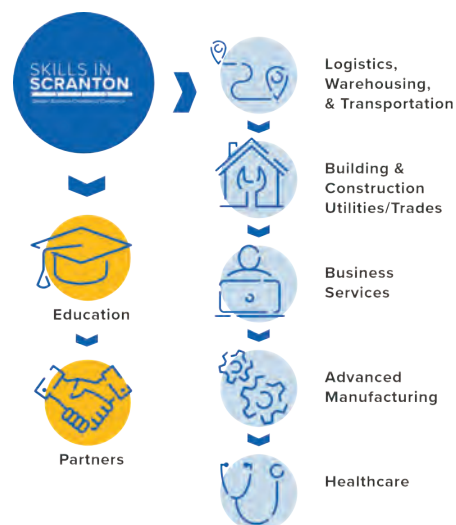 SKILLS IN
SCRANTON
Logistics,
Warehousing,
& Transportation
Building &
Construction
Utilities/Trades
Business
Services
Advanced
Manufacturing
Healthcare
Education
Partners